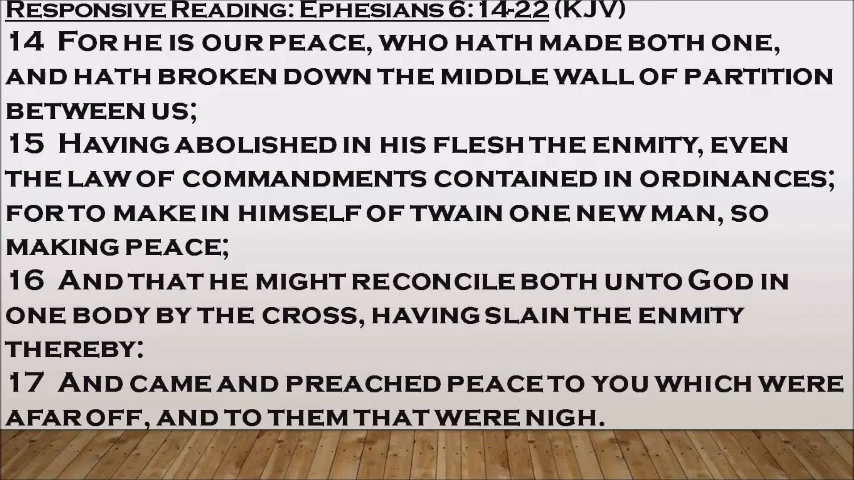 Responsive Reading: Ephesians 6:14-22 (KJV)
14 For he is our peace, who hath made both one,
and hath broken down the middle wall of partition
between us;
15 Having abolished in his flesh the enmity, even
the law of commandments contained in ordinances;
for to make in himself of twain one new man, so
making peace;
16 And that he might reconcile both unto God in
one body by the cross, having slain the enmity
thereby:
17 And came and preached peace to you which were
afar off, and to them that were nigh.